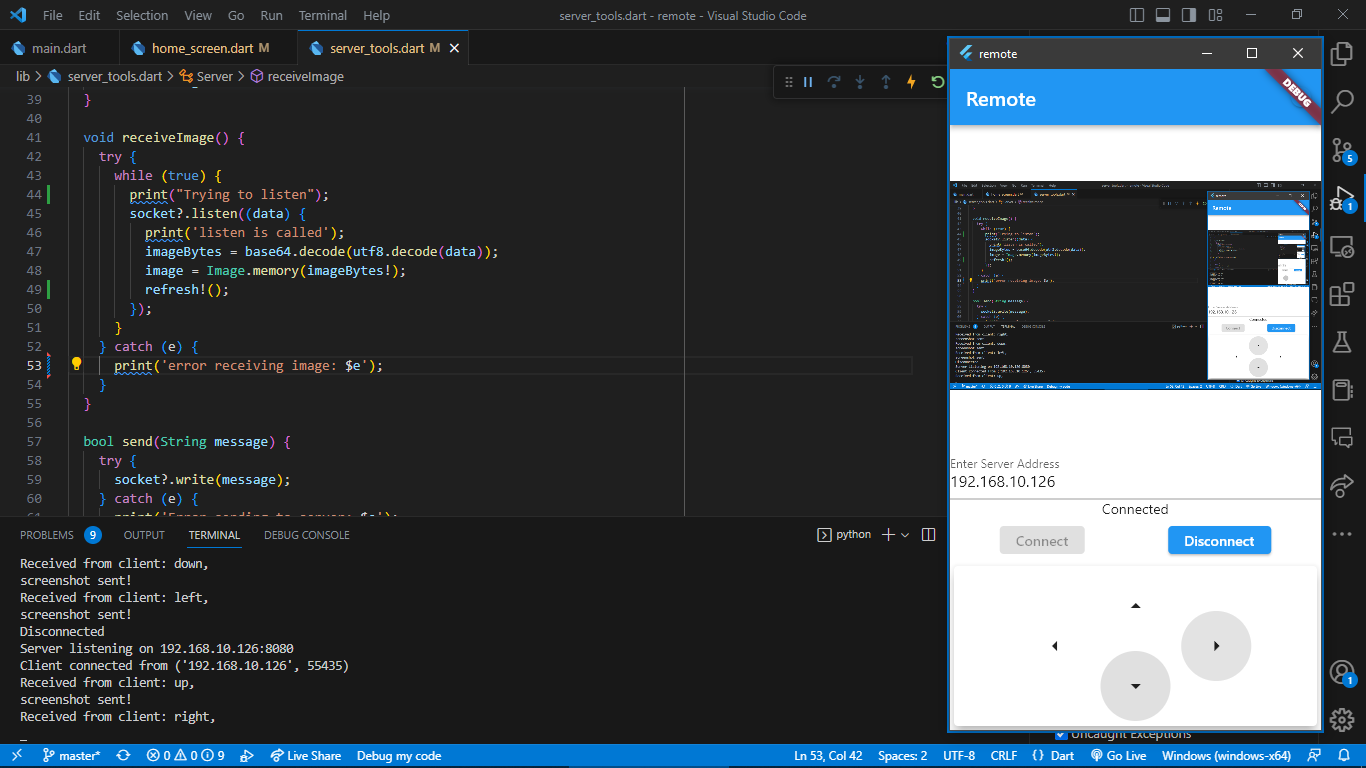 File Edit Selection View Go Run Terminal Help
server_tools.dart - remote - Visual Studio Code
main.dart
home_screen.dart M
server_tools.dart M
lib > server_tools.dart > Server > receiveImage
39 }
40
41 void receiveImage() {
42 try {
43 while (true) {
44 print("Trying to listen");
45 socket?.listen((data) {
46 print('listen is called');
47 imageBytes = base64.decode(utf8.decode(data));
48 image = Image.memory(imageBytes!);
49 refresh!();
50 });
51 }
52 } catch (e) {
53 print('error receiving image: $e');
54 }
55 }
56
57 bool send(String message) {
58 try {
59 socket?.write(message);
60 } catch (e) {
PROBLEMS 9 OUTPUT TERMINAL DEBUG CONSOLE
python
Received from client: down,
screenshot sent!
Received from client: left,
screenshot sent!
Disconnected
Server listening on 192.168.10.126:8080
Client connected from ('192.168.10.126', 55435)
Received from client: up,
screenshot sent!
Received from client: right,
remote
Remote
DEBUG
Enter Server Address
192.168.10.126
Connected
Connect
Disconnect
5
1
1
Uncaught Exceptions
master* 0 0 9 Live Share Debug my code
Ln 53, Col 42 Spaces: 2 UTF-8 CRLF {} Dart Go Live Windows (windows-x64)